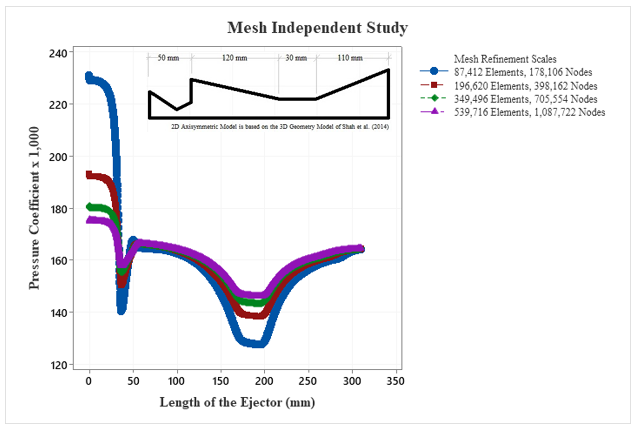 Mesh Independent Study
Mesh Refinement Scales
87,412 Elements, 178,106 Nodes
196,620 Elements, 398,162 Nodes
349,496 Elements, 705,554 Nodes
539,716 Elements, 1,087,722 Nodes
50 mm 120 mm 30 mm 110 mm
2D Axisymmetric Model is based on the 3D Geometry Model of Shah et al. (2014)
Pressure Coefficient x 1,000
240
220
200
180
160
140
120
0 50 100 150 200 250 300 350
Length of the Ejector (mm)